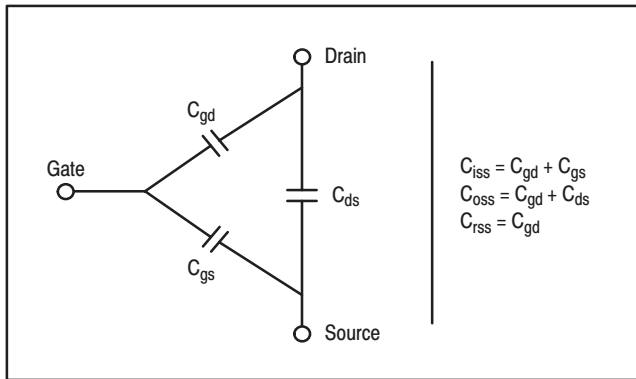 Drain
Cgd
Gate
Cds
Cgs
Source
Ciss = Cgd + Cgs
Coss = Cgd + Cds
Crss = Cgd